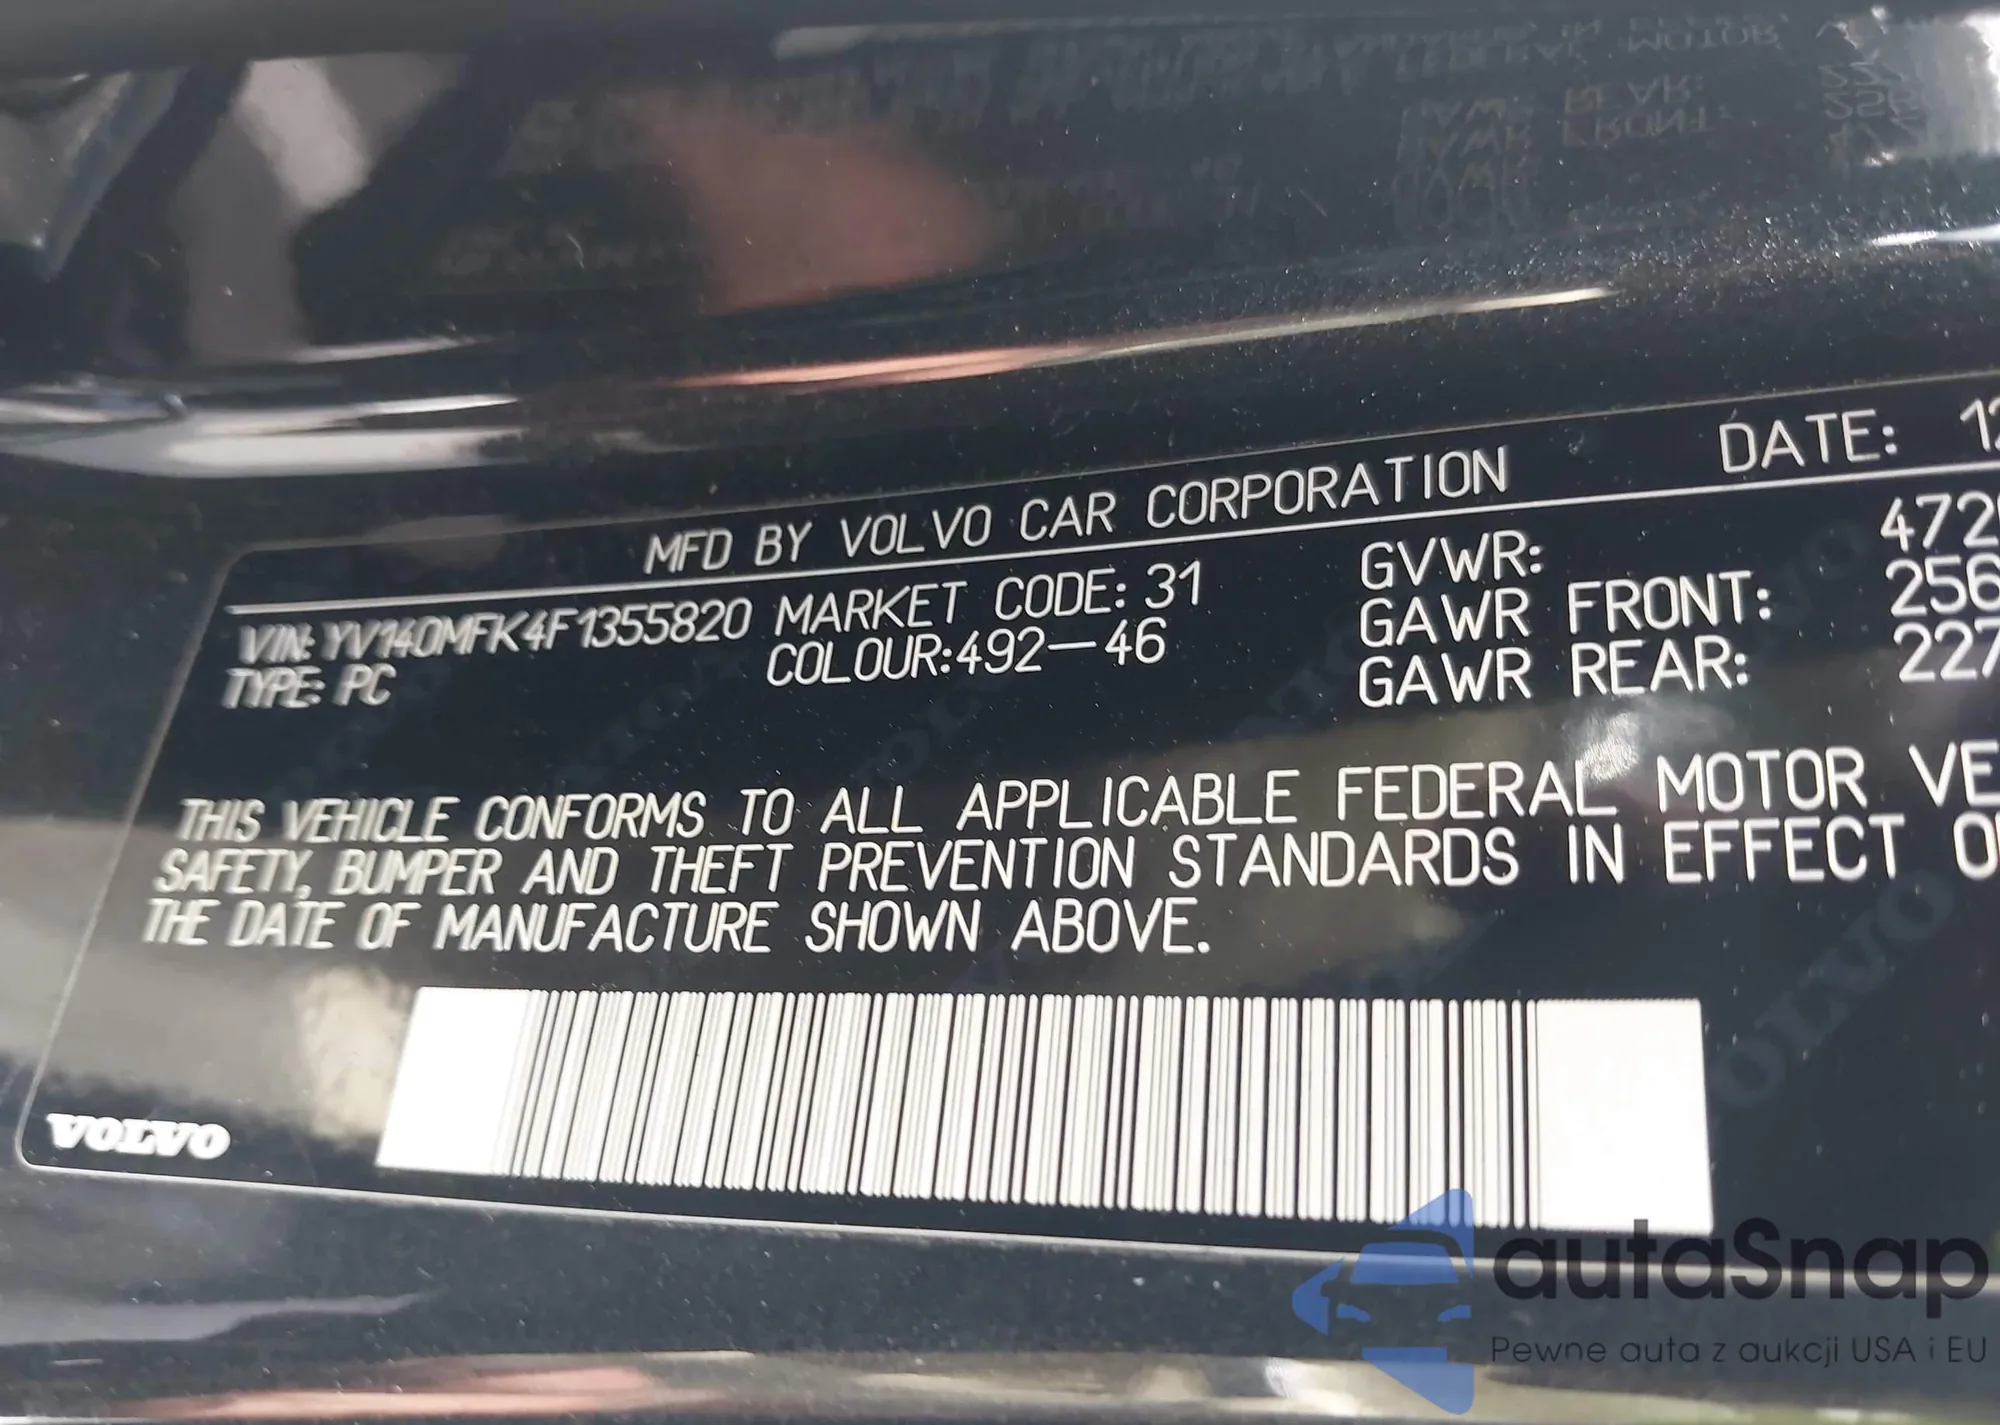 MFD BY VOLVO CAR CORPORATION DATE: 12
VIN: YV140MFK4F1355820 MARKET CODE: 31 GVWR: 472
TYPE: PC COLOUR:492-46 GAWR FRONT: 256
GAWR REAR: 227
THIS VEHICLE CONFORMS TO ALL APPLICABLE FEDERAL MOTOR VE
SAFETY, BUMPER AND THEFT PREVENTION STANDARDS IN EFFECT O
THE DATE OF MANUFACTURE SHOWN ABOVE.
VOLVO
autaSnap
Pewne auta z aukcji USA i EU